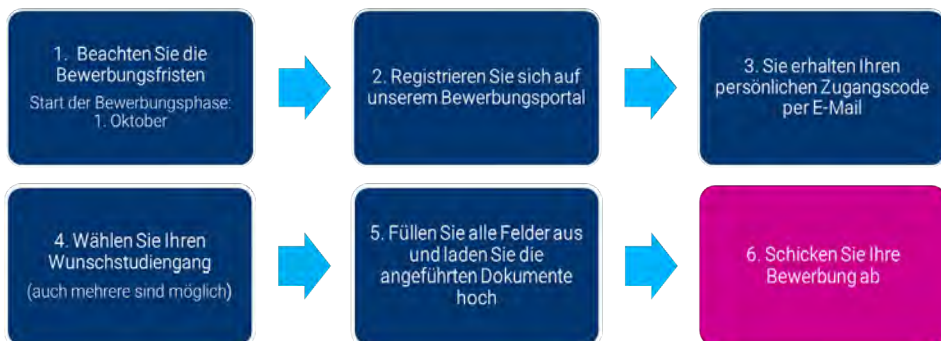 1. Beachten Sie die
Bewerbungsfristen
Start der Bewerbungsphase:
1. Oktober
2. Registrieren Sie sich auf
unserem Bewerbungsportal
3. Sie erhalten Ihren
persönlichen Zugangscode
per E-Mail
4. Wählen Sie Ihren
Wunschstudiengang
(auch mehrere sind möglich)
5. Füllen Sie alle Felder aus
und laden Sie die
angeführten Dokumente
hoch
6. Schicken Sie Ihre
Bewerbung ab